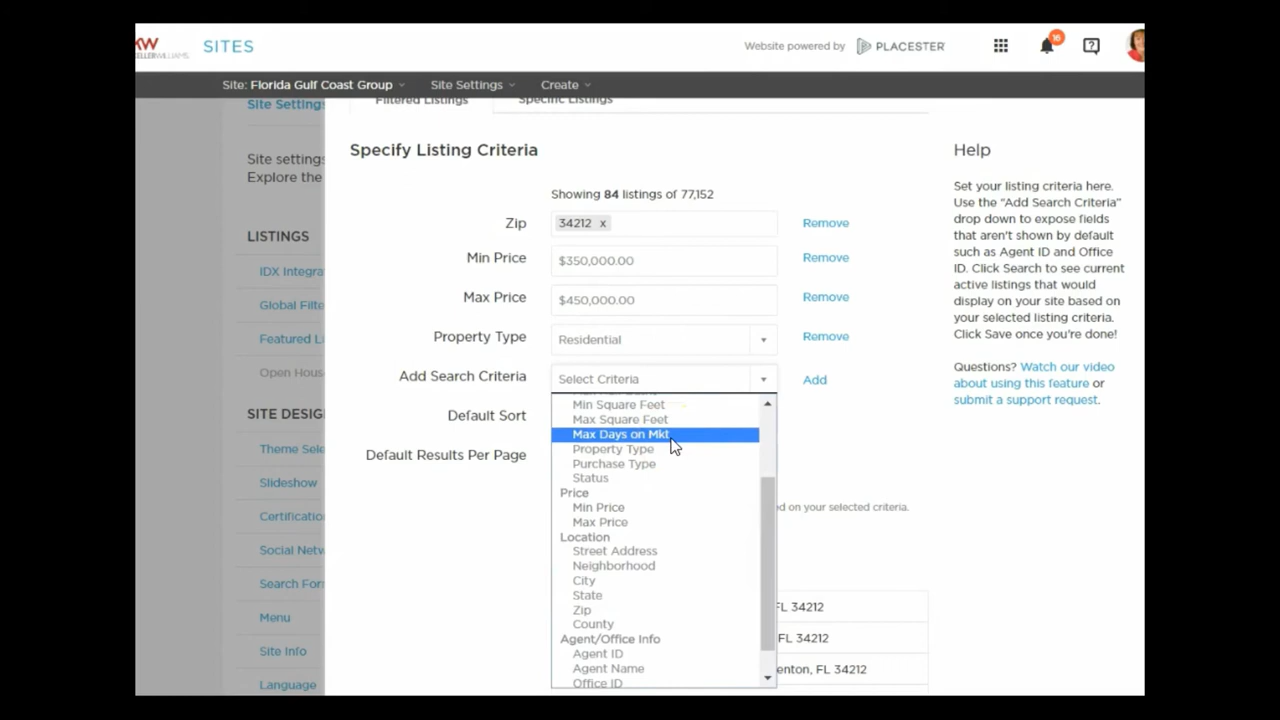 KW
KELLERWILLIAMS
SITES
Website powered by PLACESTER
16
Site: Florida Gulf Coast Group
Site Settings
Create
Site Settings
Filtered Listings
Specific Listings
Site settings
Explore the
LISTINGS
Global Filte
Featured Li
Open Hous
SITE DESIG
Theme Sele
Slideshow
Certificatio
Social Netw
Search For
Menu
Site Info
Language
Specify Listing Criteria
Showing 84 listings of 77,152
Zip
34212 x
Remove
Min Price
$350,000.00
Remove
Max Price
$450,000.00
Remove
Property Type
Residential
Remove
Add Search Criteria
Select Criteria
Add
Default Sort
Default Results Per Page
Min Square Feet
Max Square Feet
Max Days on Mkt
Property Type
Purchase Type
Status
Price
Min Price
Max Price
Location
Street Address
Neighborhood
City
State
Zip
County
Agent/Office Info
Agent ID
Agent Name
Office ID
d on your selected criteria.
FL 34212
FL 34212
enton, FL 34212
Help
Set your listing criteria here.
Use the “Add Search Criteria”
drop down to expose fields
that aren't shown by default
such as Agent ID and Office
ID. Click Search to see current
active listings that would
display on your site based on
your selected listing criteria.
Click Save once you're done!
Questions? Watch our video
about using this feature or
submit a support request.